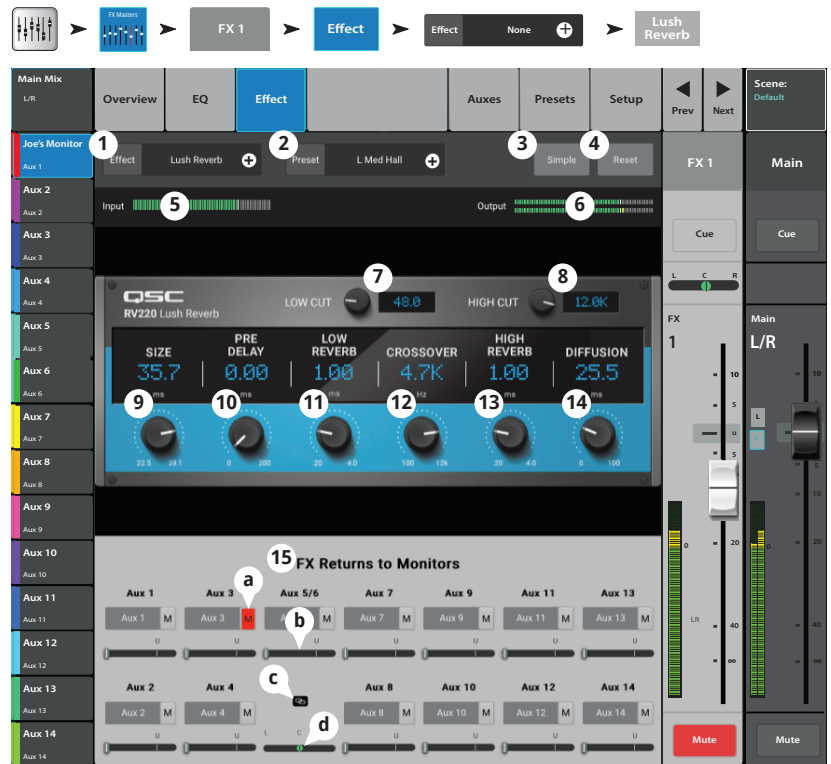 FX Masters
FX 1
Effect
Effect None
Lush
Reverb
Main Mix
L/R
Overview EQ Effect Auxes Presets Setup
Prev Next
Scene:
Default
Joe's Monitor
Aux 1
Aux 2
Aux 2
Aux 3
Aux 3
Aux 4
Aux 4
Aux 5
Aux 5
Aux 6
Aux 6
Aux 7
Aux 7
Aux 8
Aux 8
Aux 9
Aux 9
Aux 10
Aux 10
Aux 11
Aux 11
Aux 12
Aux 12
Aux 13
Aux 13
Aux 14
Aux 14
1 2 3 4
Effect Lush Reverb Preset L Med Hall Simple Reset
Input 5 Output 6
7 8
QSC
RV220 Lush Reverb
LOW CUT 48.0 HIGH CUT 12.0K
SIZE PRE DELAY LOW REVERB CROSSOVER HIGH REVERB DIFFUSION
35.7 0.00 1.00 4.7K 1.00 25.5
ms ms ms Hz ms ms
9 10 11 12 13 14
22.5 39.1 0 200 20 4.0 100 12k 20 4.0 0 100
15 FX Returns to Monitors
a
b
c
d
Aux 1 Aux 3 Aux 5/6 Aux 7 Aux 9 Aux 11 Aux 13
Aux 1 M Aux 3 M M Aux 7 M Aux 9 M Aux 11 M Aux 13 M
U U U U U U U
Aux 2 Aux 4 Aux 8 Aux 10 Aux 12 Aux 14
Aux 2 M Aux 4 M Aux 8 M Aux 10 M Aux 12 M Aux 14 M
U U L C U U U U
FX 1
Cue
L C R
FX
1
10
5
U
5
0
20
LR
40
∞
Mute
Main
Cue
Main
L/R
10
L
5
10
0
20
40
∞
Mute